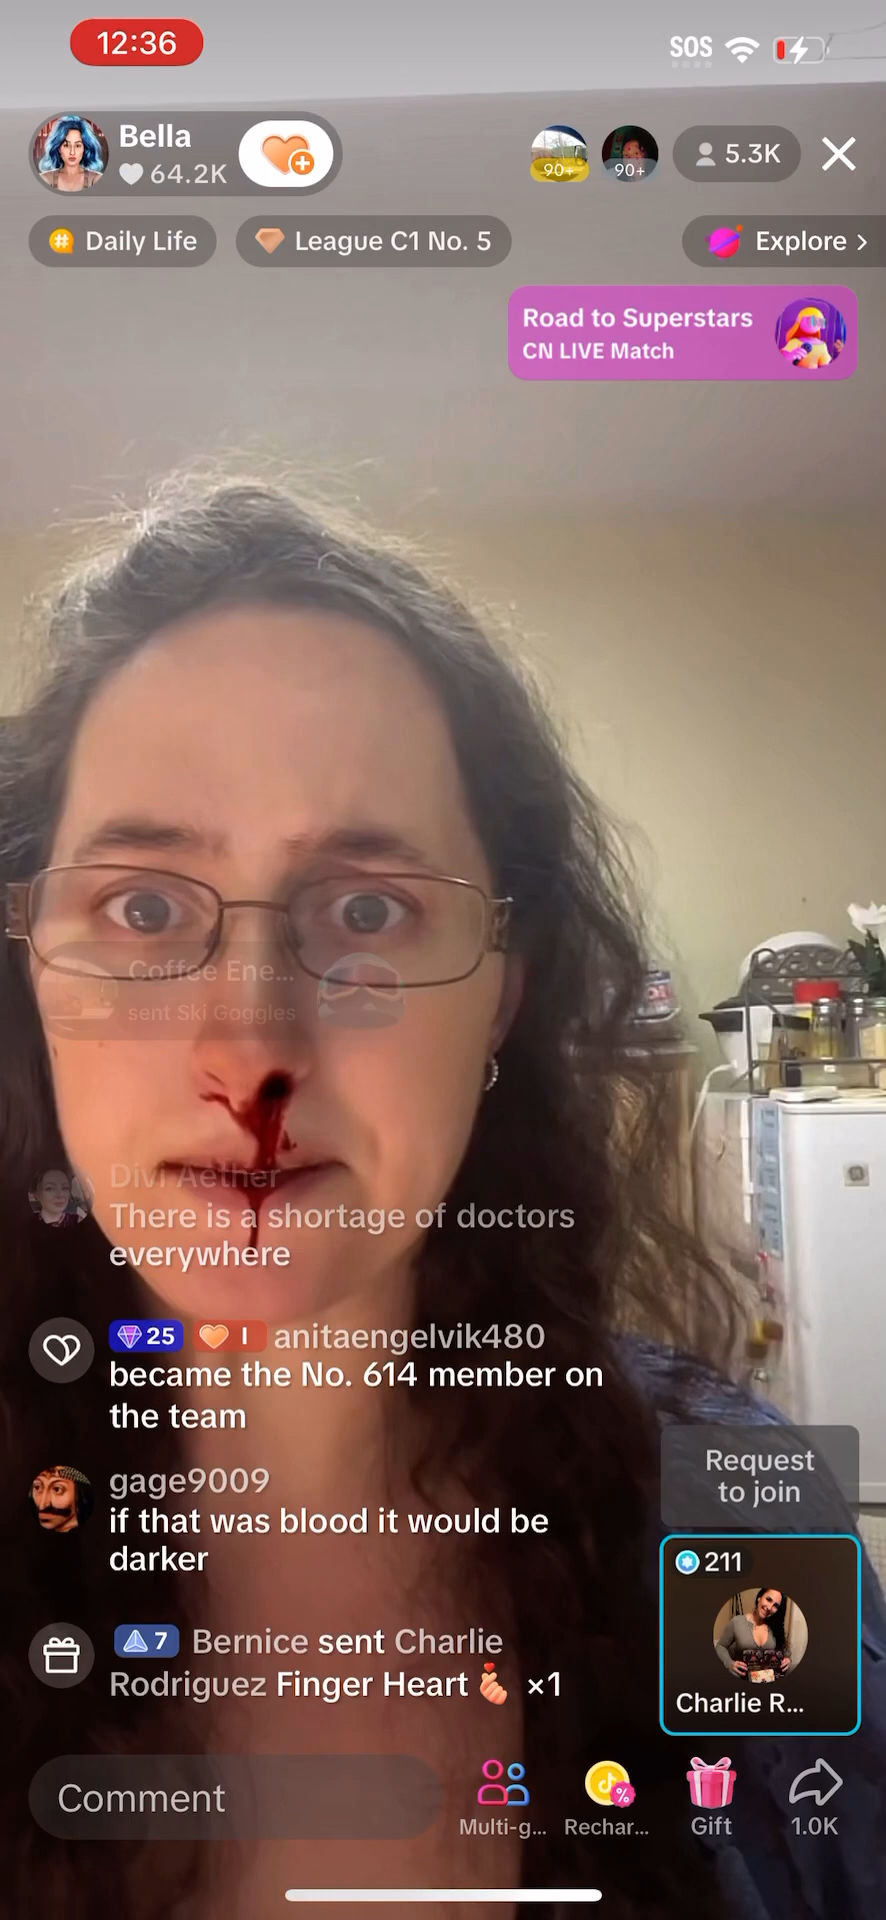 12:36
SOS
Bella
64.2K
90+
90+
5.3K
Daily Life
League C1 No. 5
Explore >
Road to Superstars
CN LIVE Match
Coffee Ene...
sent Ski Goggles
Divi Aether
There is a shortage of doctors
everywhere
25 I anitaengelvik480
became the No. 614 member on
the team
gage9009
if that was blood it would be
darker
7 Bernice sent Charlie
Rodriguez Finger Heart ×1
Request
to join
211
Charlie R...
Comment
Multi-g...
Rechar...
Gift
1.0K